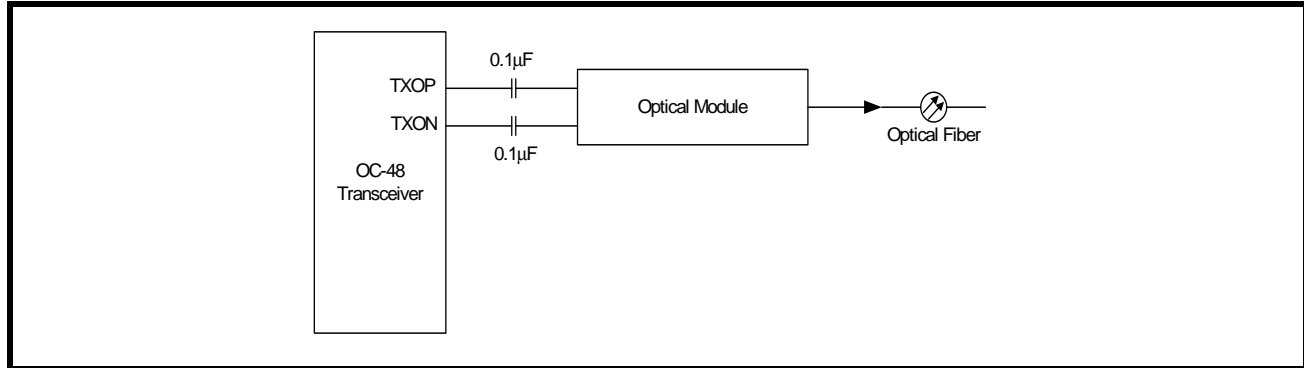 0.1μF
TXOP
Optical Module
TXON
Optical Fiber
0.1μF
OC-48
Transceiver